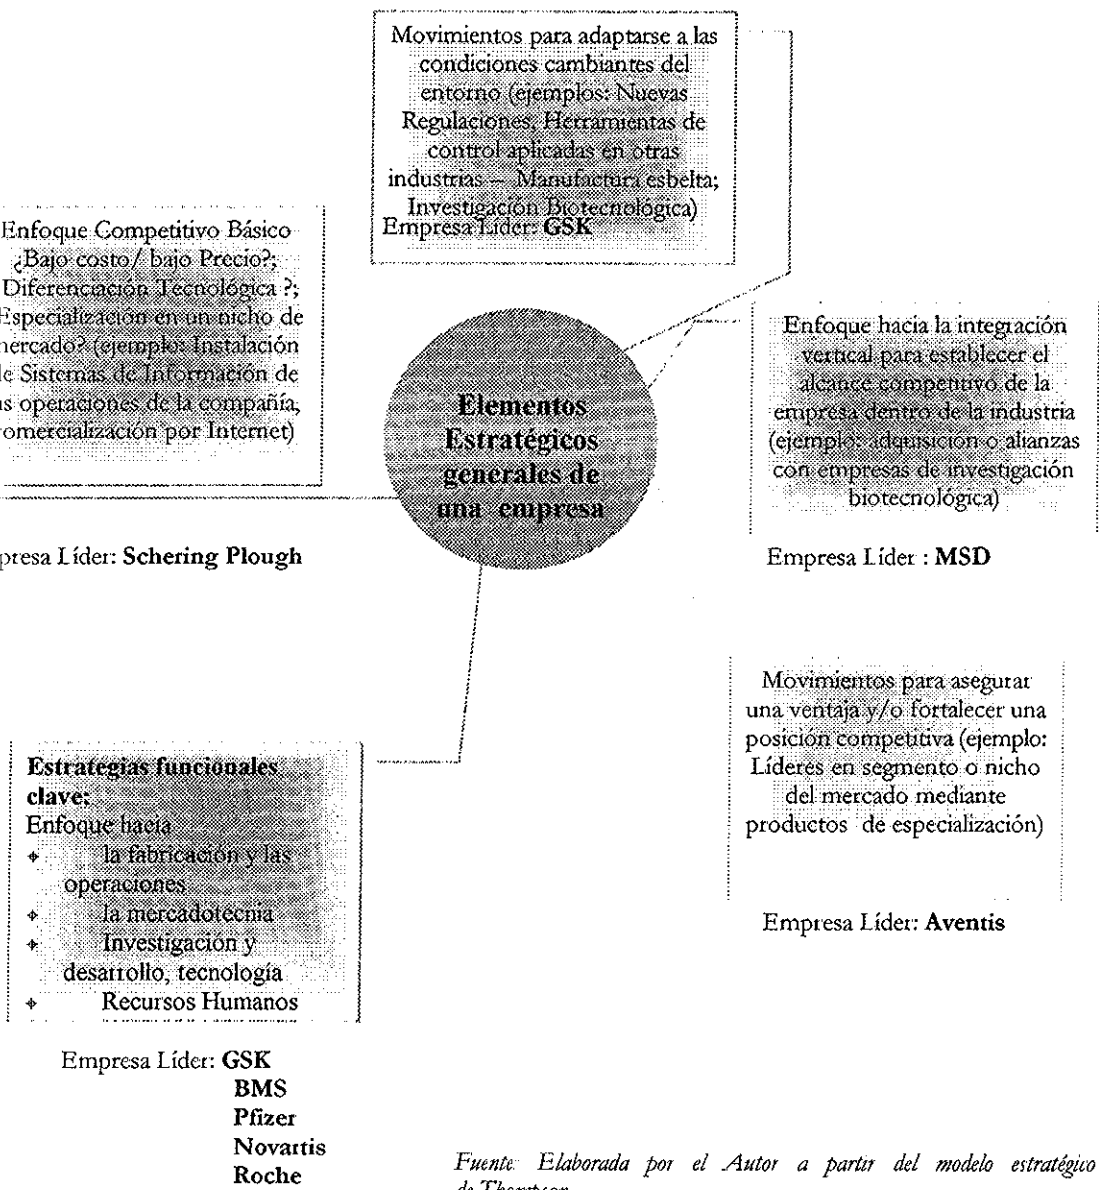 Movimientos para adaptarse a las
condiciones cambiantes del
entorno (ejemplos: Nuevas
Regulaciones, Herramientas de
control aplicadas en otras
industrias – Manufactura esbelta;
Investigación Biotecnológica)
Empresa Líder: GSK
Enfoque Competitivo Básico
¿Bajo costo/ bajo Precio?;
Diferenciación Tecnológica ?;
Especialización en un nicho de
mercado? (ejemplo: Instalación
de Sistemas de Información de
as operaciones de la compañía,
omercialización por Internet)
presa Líder: Schering Plough
Elementos
Estratégicos
generales de
una empresa
Enfoque hacia la integración
vertical para establecer el
alcance competitivo de la
empresa dentro de la industria
(ejemplo: adquisición o alianzas
con empresas de investigación
biotecnológica)
Empresa Líder : MSD
Movimientos para asegurar
una ventaja y/o fortalecer una
posición competitiva (ejemplo:
Líderes en segmento o nicho
del mercado mediante
productos de especialización)
Empresa Líder: Aventis
Estrategias funcionales
clave:
Enfoque hacia
la fabricación y las
operaciones
la mercadotecnia
Investigación y
desarrollo, tecnología
Recursos Humanos
Empresa Líder: GSK
BMS
Pfizer
Novartis
Roche
Fuente: Elaborada por el Autor a partir del modelo estratégico
de Thompson